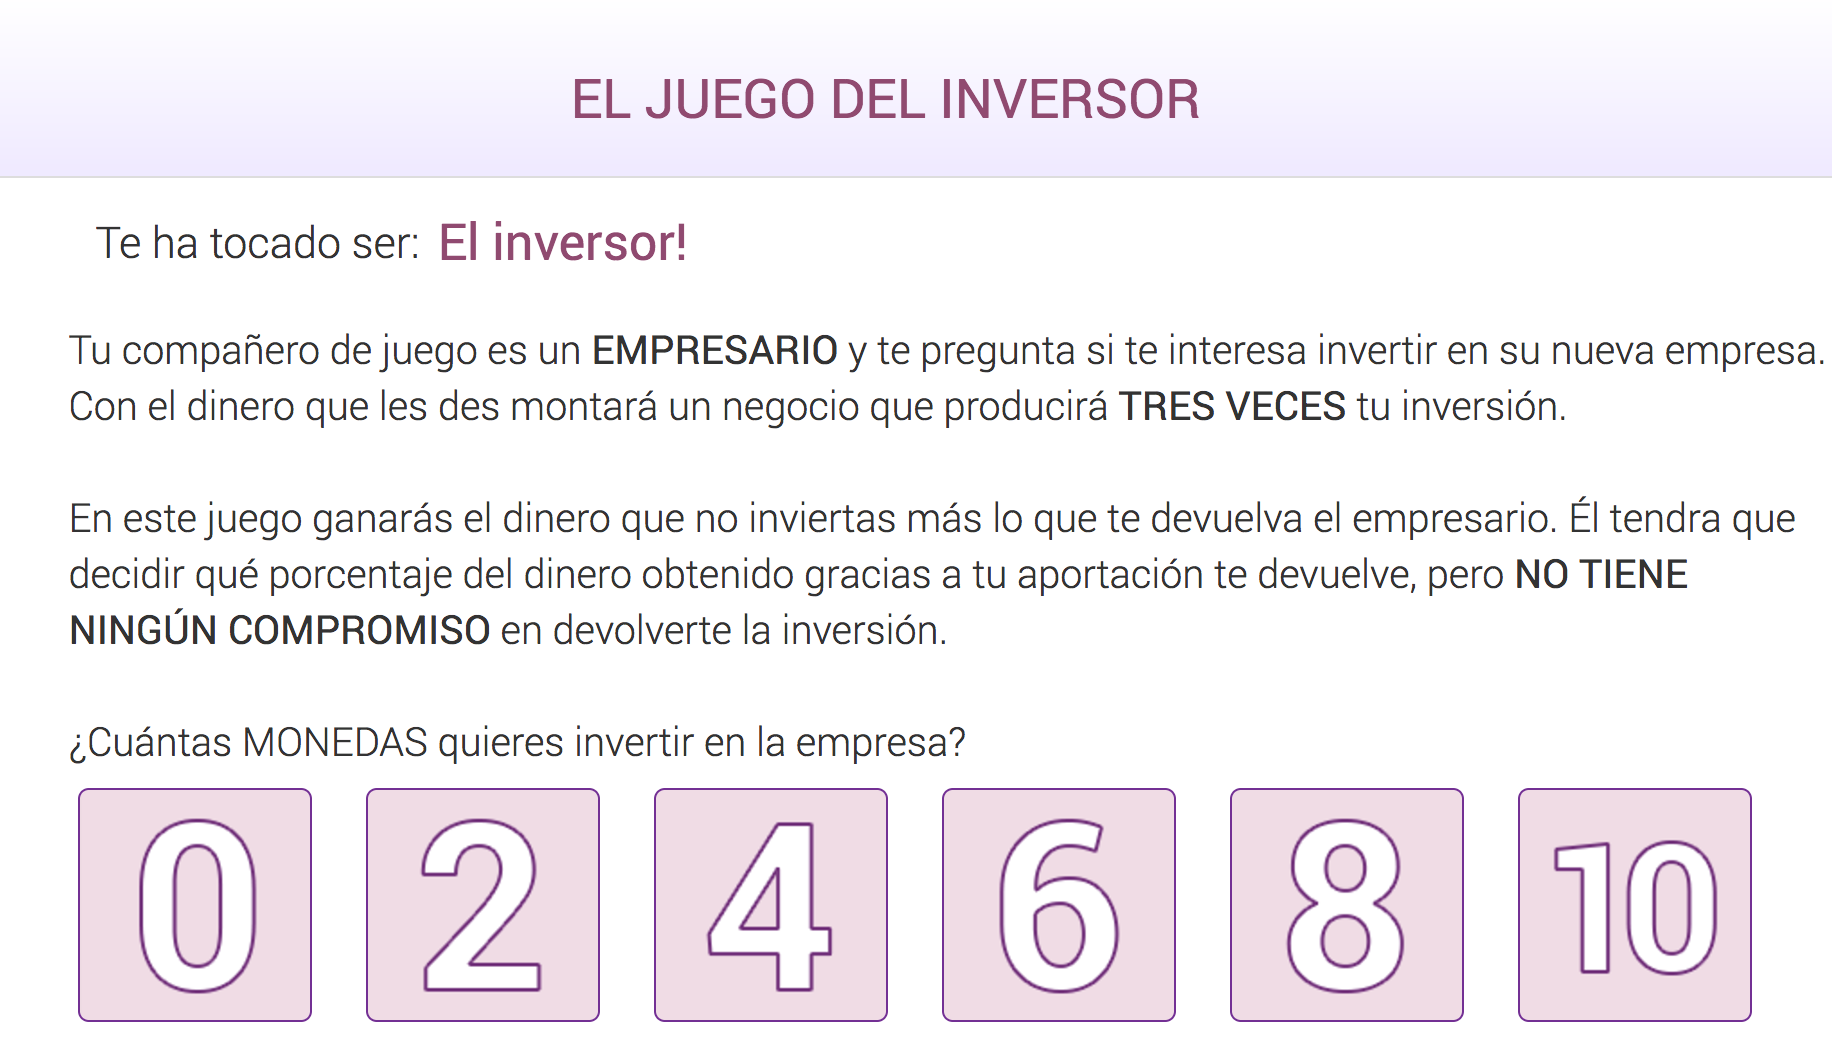 EL JUEGO DEL INVERSOR
Te ha tocado ser: El inversor!
Tu compañero de juego es un EMPRESARIO y te pregunta si te interesa invertir en su nueva empresa.
Con el dinero que les des montará un negocio que producirá TRES VECES tu inversión.
En este juego ganarás el dinero que no inviertas más lo que te devuelva el empresario. Él tendra que
decidir qué porcentaje del dinero obtenido gracias a tu aportación te devuelve, pero NO TIENE
NINGÚN COMPROMISO en devolverte la inversión.
¿Cuántas MONEDAS quieres invertir en la empresa?
0 2 4 6 8 10